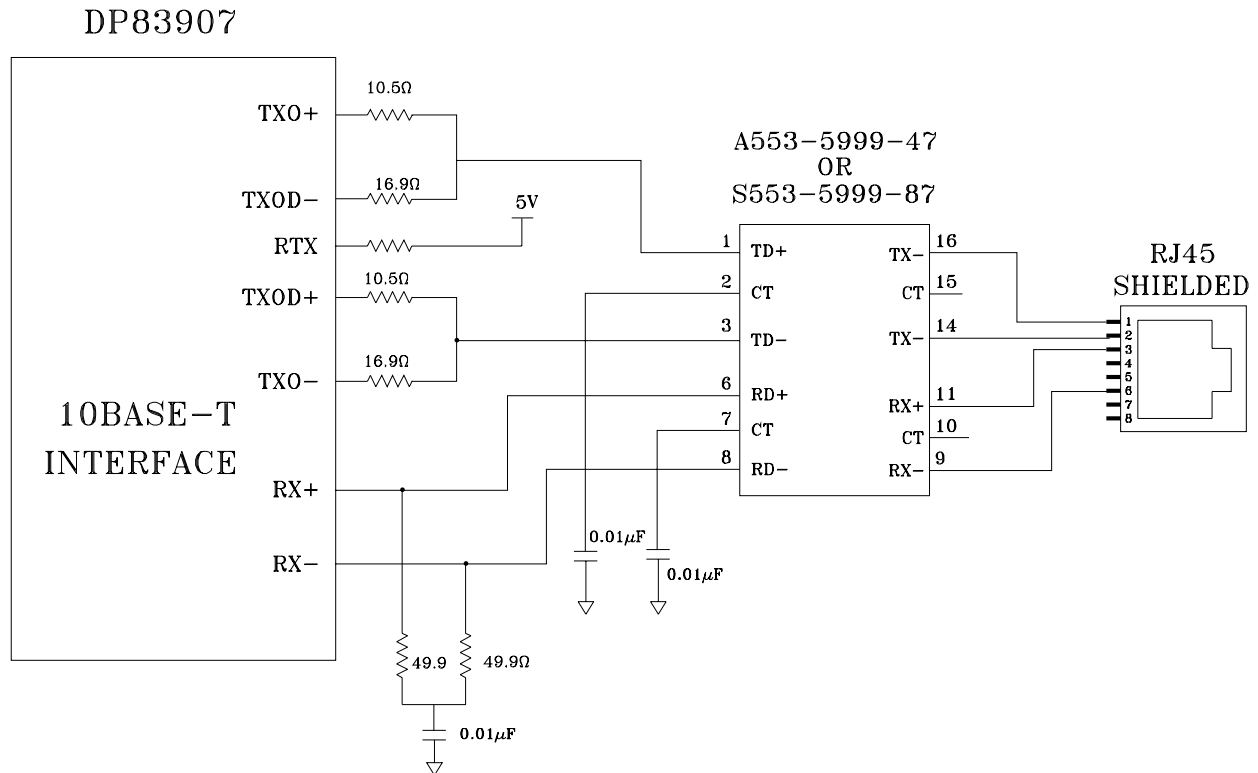 DP83907
TXO+
10.5Ω
TXOD-
16.9Ω
RTX
5V
TXOD+
10.5Ω
TXO-
16.9Ω
10BASE-T
INTERFACE
RX+
RX-
49.9
49.9Ω
0.01μF
0.01μF
0.01μF
A553-5999-47
OR
S553-5999-87
1
TD+
2
CT
3
TD-
6
RD+
7
CT
8
RD-
TX-
16
CT
15
TX-
14
RX+
11
CT
10
RX-
9
RJ45
SHIELDED
1
2
3
4
5
6
7
8